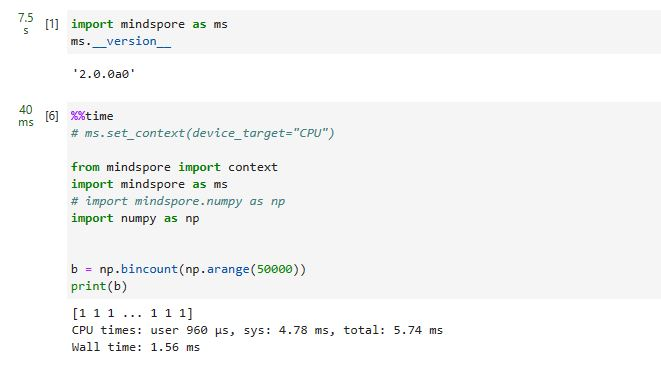 7.5
s
[1] import mindspore as ms
ms.__version__
'2.0.0a0'
40
ms
[6] %%time
# ms.set_context(device_target="CPU")
from mindspore import context
import mindspore as ms
# import mindspore.numpy as np
import numpy as np
b = np.bincount(np.arange(50000))
print(b)
[1 1 1 ... 1 1 1]
CPU times: user 960 µs, sys: 4.78 ms, total: 5.74 ms
Wall time: 1.56 ms